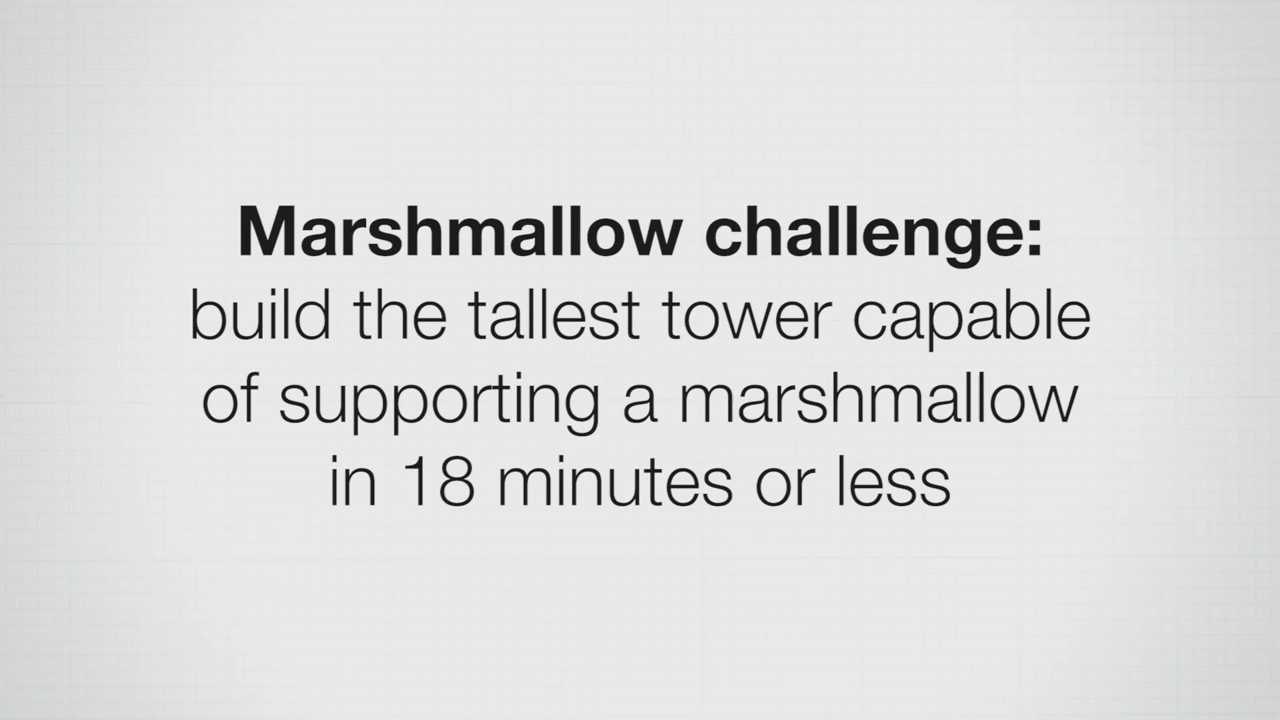 Marshmallow challenge:
build the tallest tower capable
of supporting a marshmallow
in 18 minutes or less